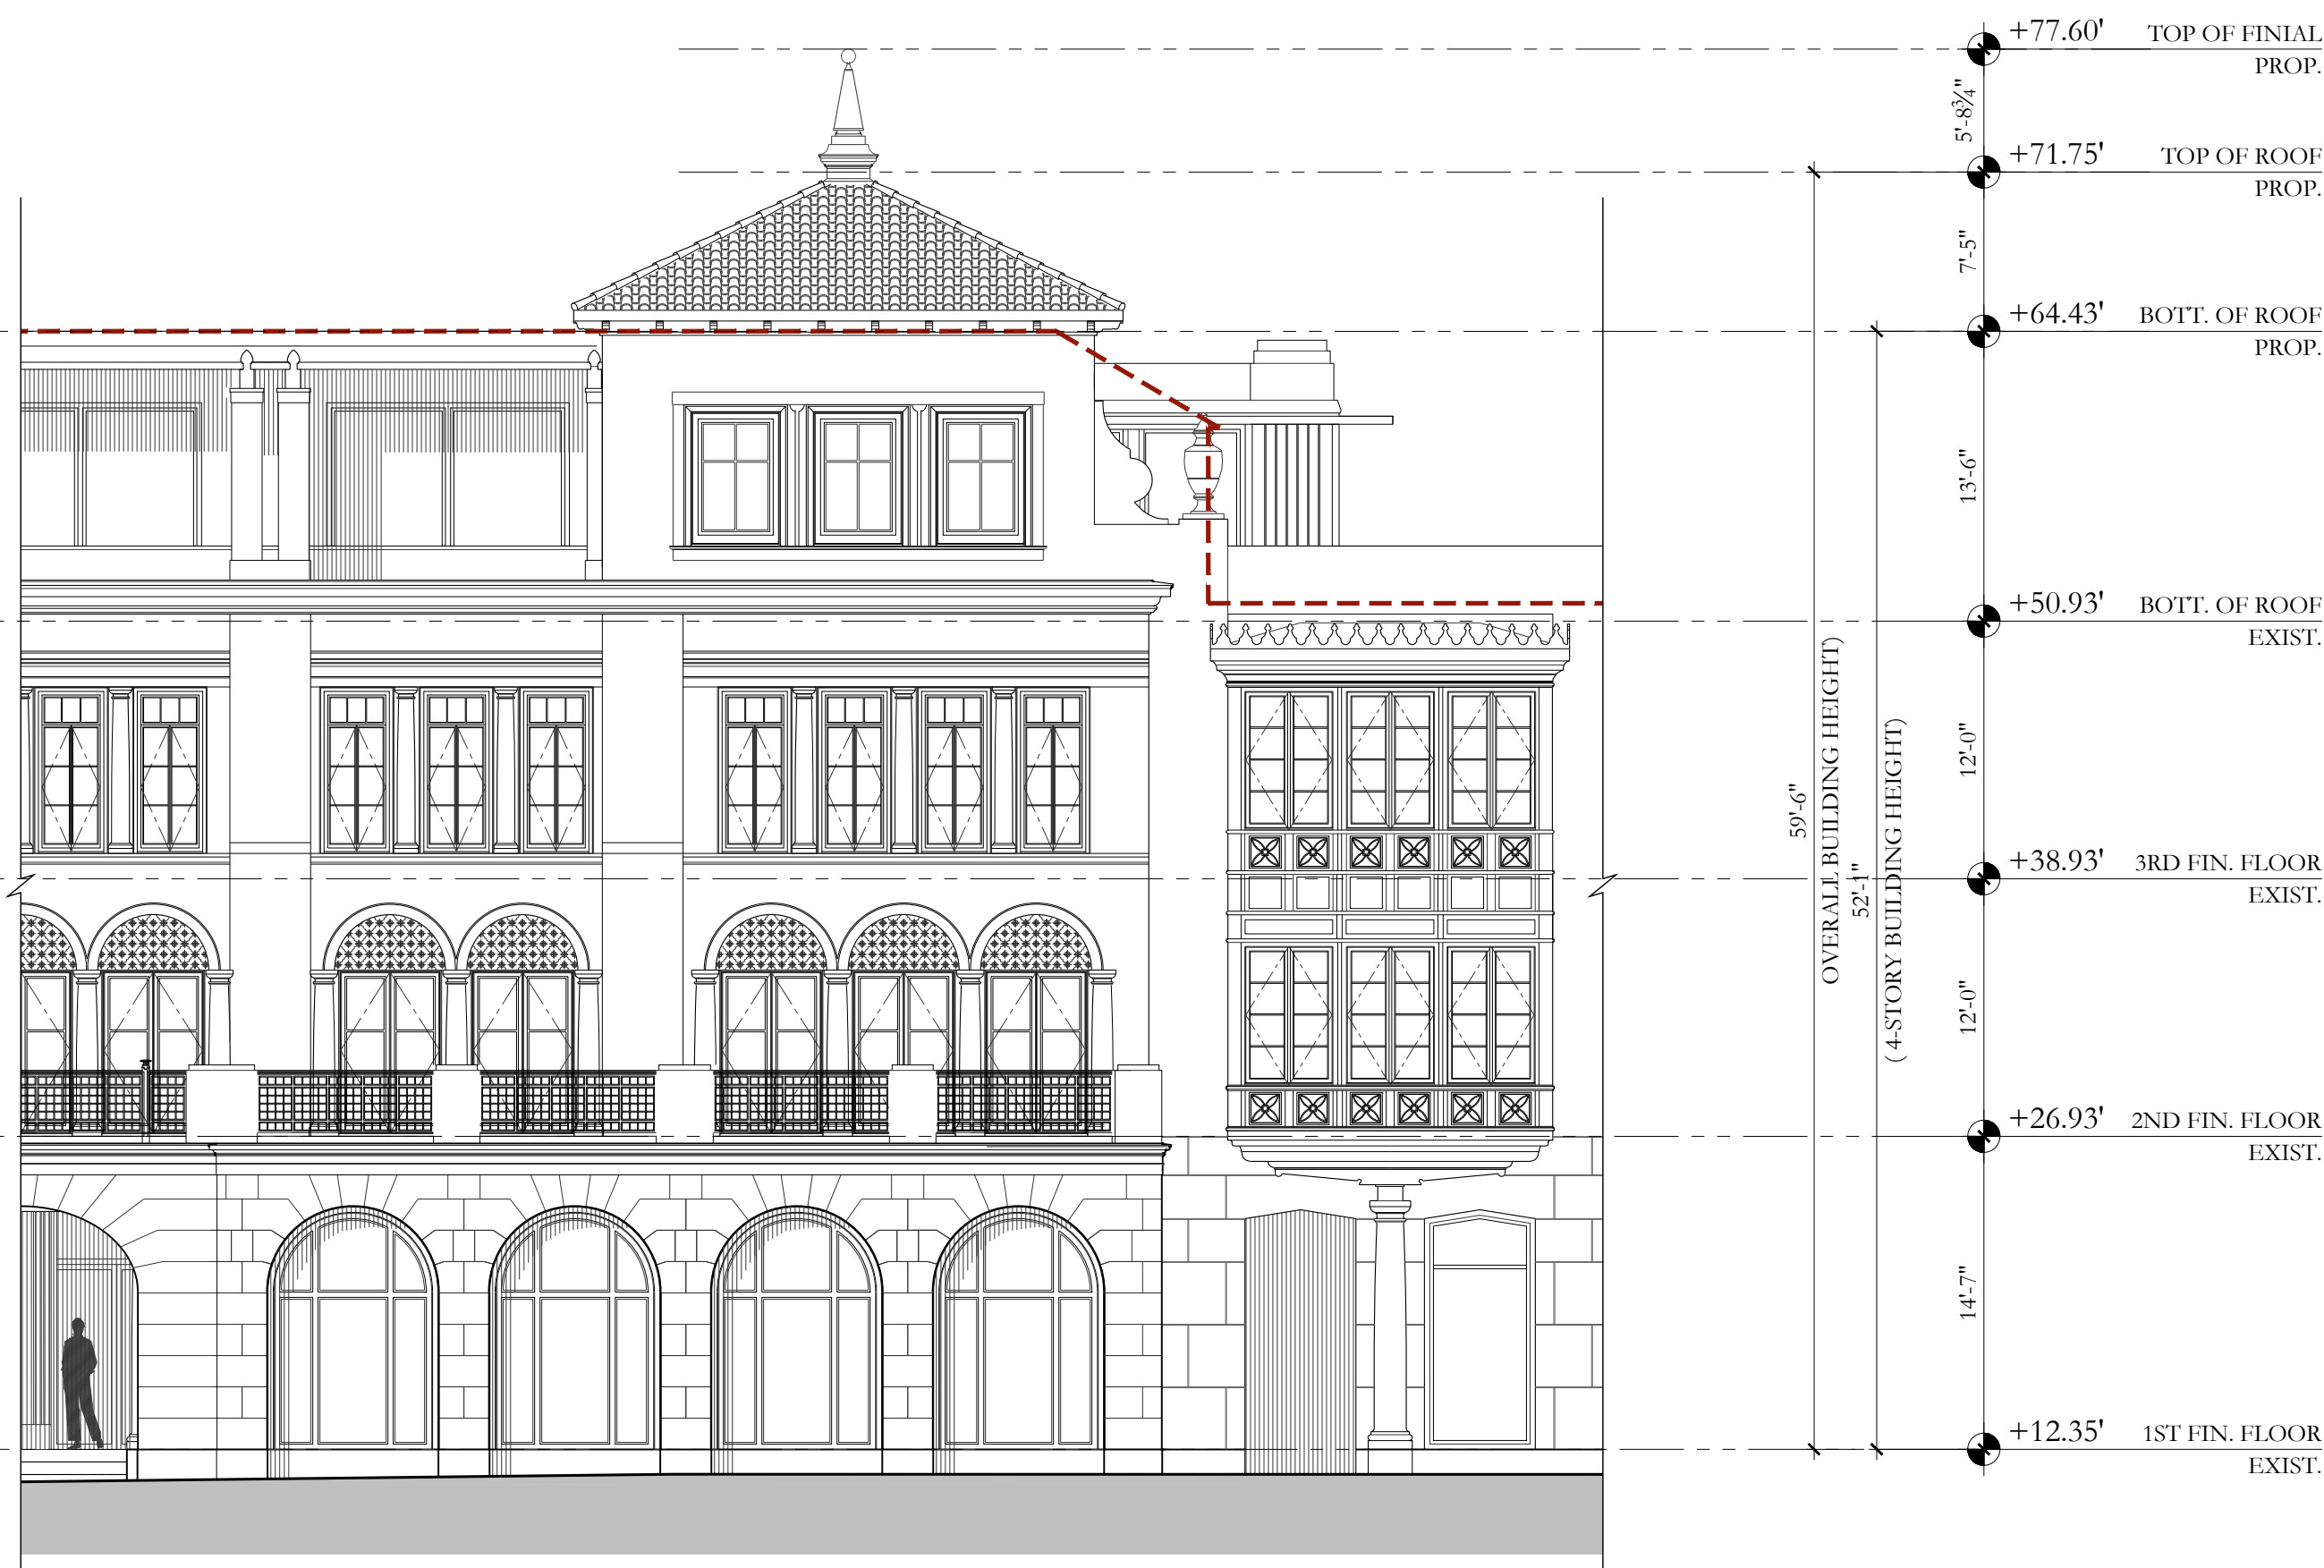 +77.60' TOP OF FINIAL
PROP.
5'-8¾"
+71.75' TOP OF ROOF
PROP.
7'-5"
+64.43' BOTT. OF ROOF
PROP.
13'-6"
+50.93' BOTT. OF ROOF
EXIST.
12'-0"
+38.93' 3RD FIN. FLOOR
EXIST.
12'-0"
+26.93' 2ND FIN. FLOOR
EXIST.
14'-7"
+12.35' 1ST FIN. FLOOR
EXIST.
59'-6"
OVERALL BUILDING HEIGHT)
52'-1"
( 4-STORY BUILDING HEIGHT)